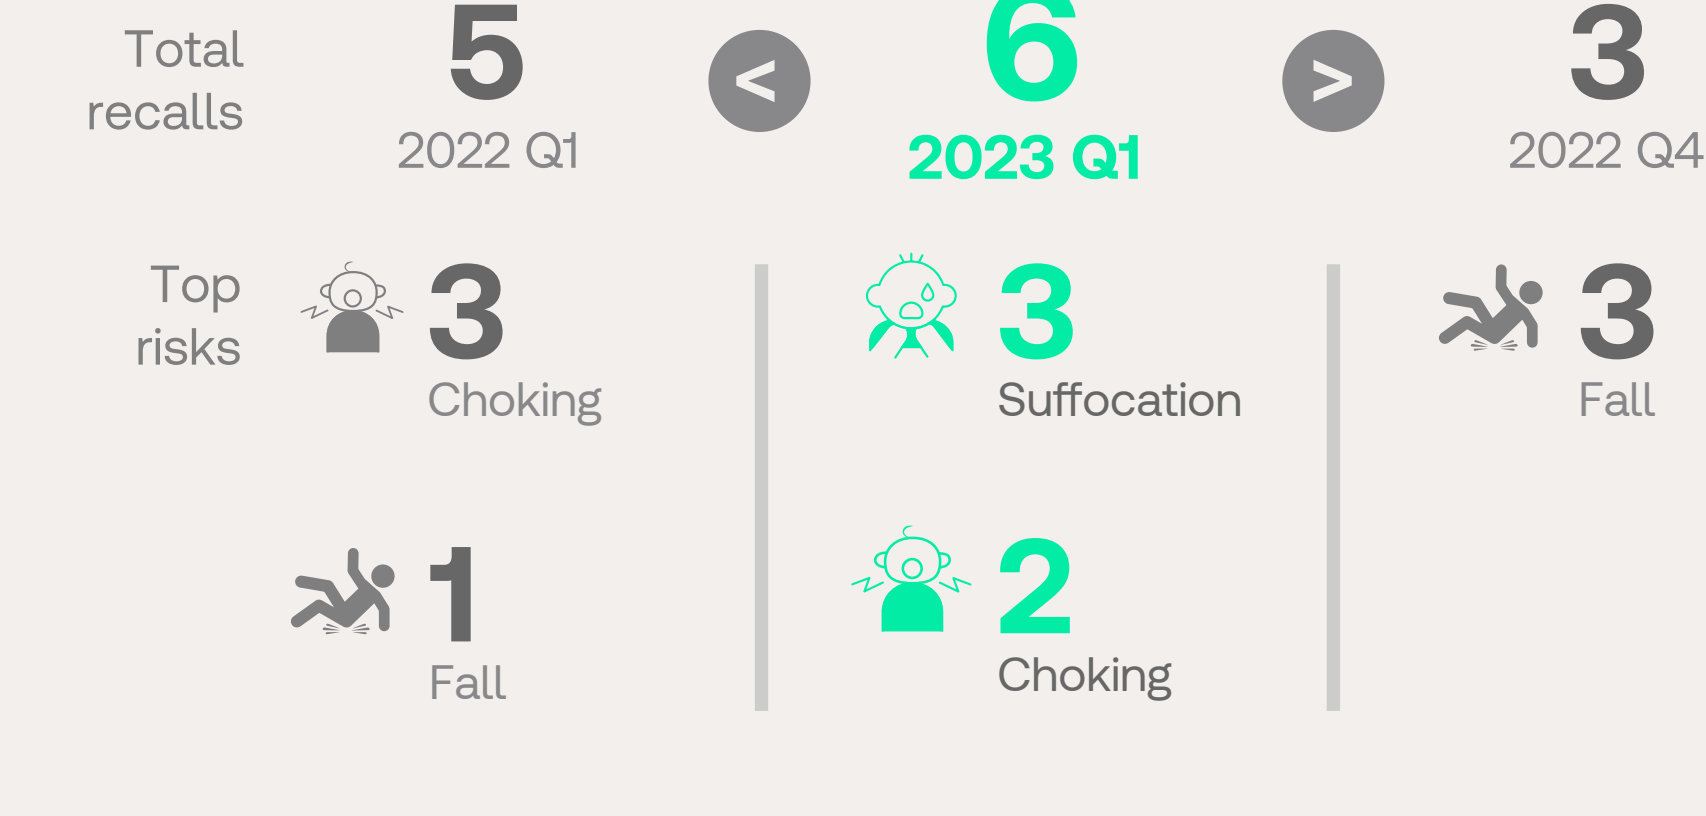 Total
recalls
5
2022 Q1
<
6
2023 Q1
>
3
2022 Q4
Top
risks
3
Choking
3
Suffocation
3
Fall
1
Fall
2
Choking